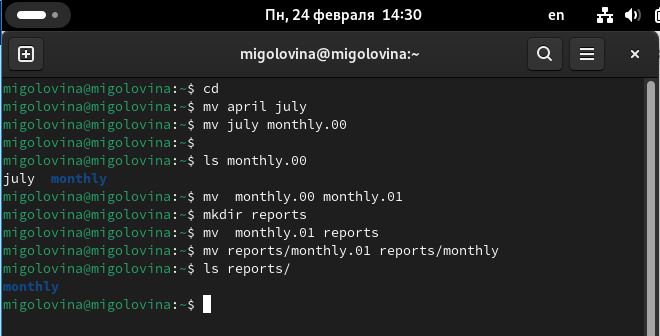 Пн, 24 февраля 14:30 en
migolovina@migolovina:~
migolovina@migolovina:~$ cd
migolovina@migolovina:~$ mv april july
migolovina@migolovina:~$ mv july monthly.00
migolovina@migolovina:~$
migolovina@migolovina:~$ ls monthly.00
july  monthly
migolovina@migolovina:~$ mv  monthly.00 monthly.01
migolovina@migolovina:~$ mkdir reports
migolovina@migolovina:~$ mv  monthly.01 reports
migolovina@migolovina:~$ mv reports/monthly.01 reports/monthly
migolovina@migolovina:~$ ls reports/
monthly
migolovina@migolovina:~$